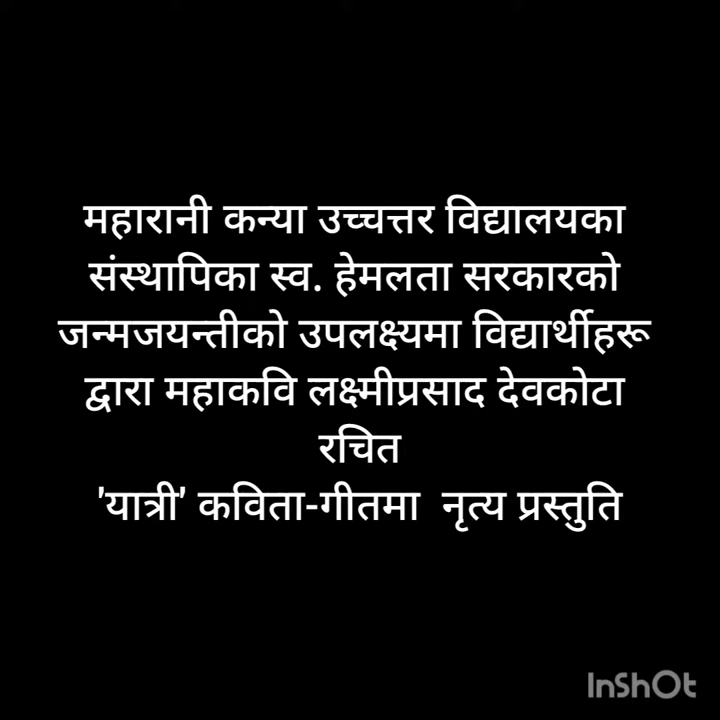 महारानी कन्या उच्चत्तर विद्यालयका
संस्थापिका स्व. हेमलता सरकारको
जन्मजयन्तीको उपलक्ष्यमा विद्यार्थीहरू
द्वारा महाकवि लक्ष्मीप्रसाद देवकोटा
रचित
'यात्री' कविता-गीतमा  नृत्य प्रस्तुति
InShOt